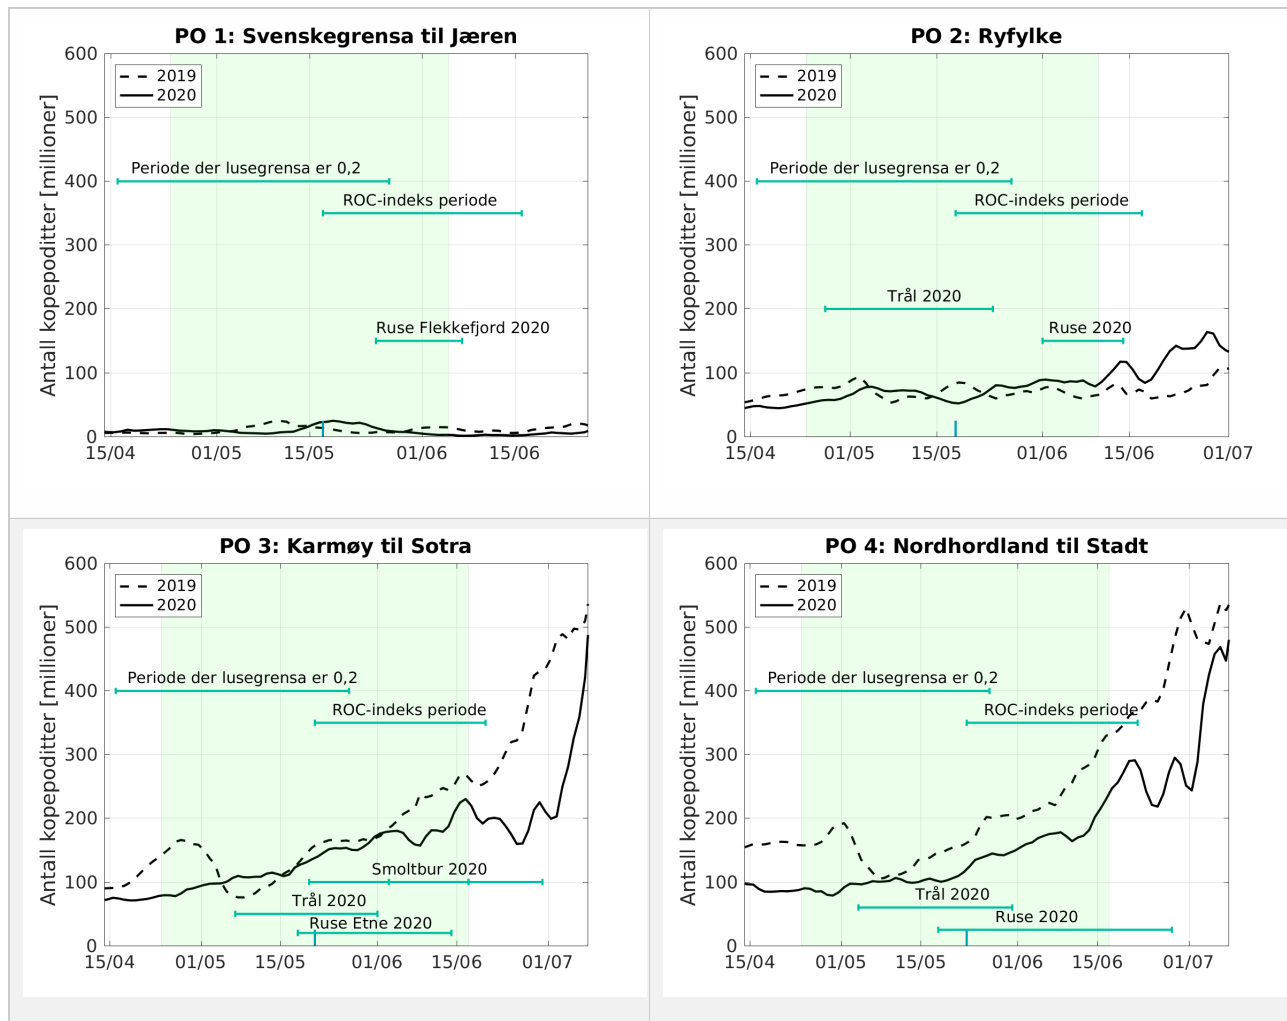 PO 1: Svenskegrensa til Jæren
600
500
400
300
200
100
0
Antall kopepoditter [millioner]
2019
2020
Periode der lusegrensa er 0,2
ROC-indeks periode
Ruse Flekkefjord 2020
15/04 01/05 15/05 01/06 15/06
PO 2: Ryfylke
600
500
400
300
200
100
0
Antall kopepoditter [millioner]
2019
2020
Periode der lusegrensa er 0,2
ROC-indeks periode
Trål 2020
Ruse 2020
15/04 01/05 15/05 01/06 15/06 01/07
PO 3: Karmøy til Sotra
600
500
400
300
200
100
0
Antall kopepoditter [millioner]
2019
2020
Periode der lusegrensa er 0,2
ROC-indeks periode
Smoltbur 2020
Trål 2020
Ruse Etne 2020
15/04 01/05 15/05 01/06 15/06 01/07
PO 4: Nordhordland til Stadt
600
500
400
300
200
100
0
Antall kopepoditter [millioner]
2019
2020
Periode der lusegrensa er 0,2
ROC-indeks periode
Trål 2020
Ruse 2020
15/04 01/05 15/05 01/06 15/06 01/07